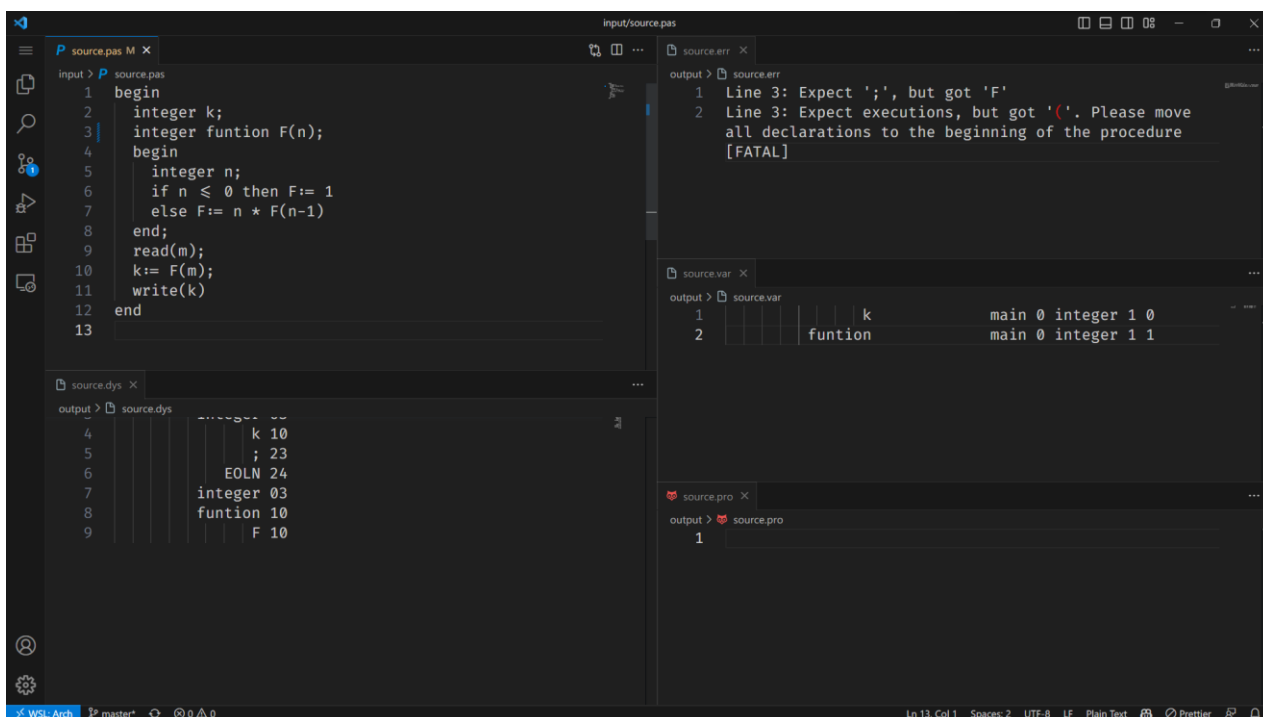 input/source.pas
source.pas M
input > source.pas
1 begin
2 integer k;
3 integer funtion F(n);
4 begin
5 integer n;
6 if n ⩽ 0 then F:= 1
7 else F:= n * F(n-1)
8 end;
9 read(m);
10 k:= F(m);
11 write(k)
12 end
13
source.dys
output > source.dys
4 k 10
5 ; 23
6 EOLN 24
7 integer 03
8 funtion 10
9 F 10
source.err
output > source.err
1 Line 3: Expect ';', but got 'F'
2 Line 3: Expect executions, but got '('. Please move
all declarations to the beginning of the procedure
[FATAL]
source.var
output > source.var
1 k main 0 integer 1 0
2 funtion main 0 integer 1 1
source.pro
output > source.pro
1
WSL: Arch master* 0 0 Ln 13, Col 1 Spaces: 2 UTF-8 LF Plain Text Prettier